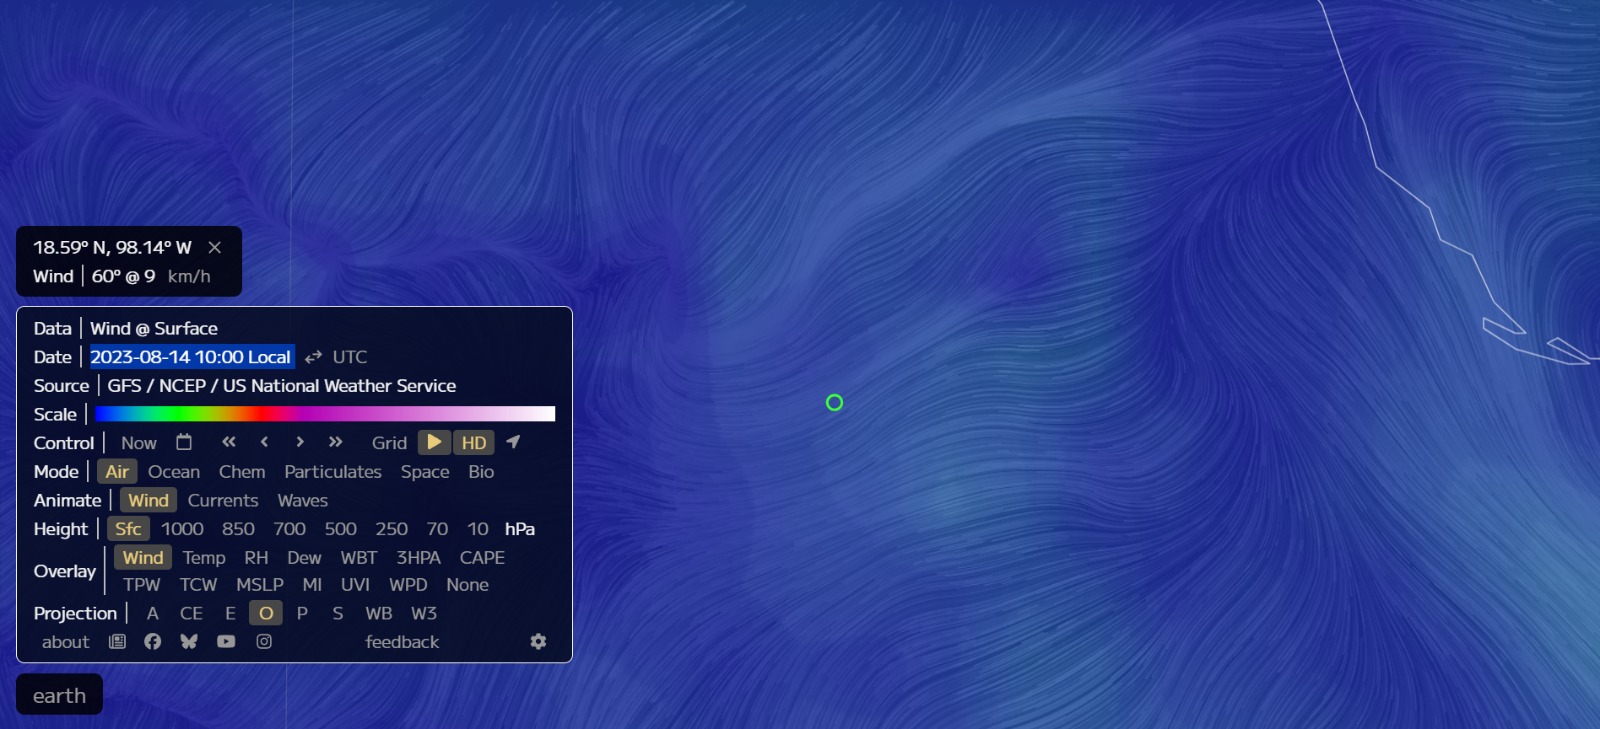 18.59° N, 98.14° W ×
Wind | 60° @ 9 km/h
Data | Wind @ Surface
Date | 2023-08-14 10:00 Local ⇄ UTC
Source | GFS / NCEP / US National Weather Service
Scale |
Control | Now « ‹ › » Grid HD
Mode | Air Ocean Chem Particulates Space Bio
Animate | Wind Currents Waves
Height | Sfc 1000 850 700 500 250 70 10 hPa
Overlay | Wind Temp RH Dew WBT 3HPA CAPE
TPW TCW MSLP MI UVI WPD None
Projection | A CE E O P S WB W3
about feedback
earth